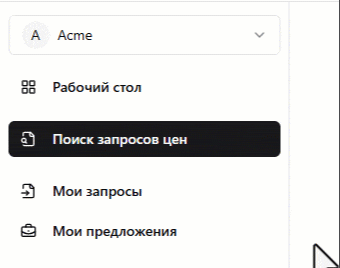 A Acme
Рабочий стол
Поиск запросов цен
Мои запросы
Мои предложения